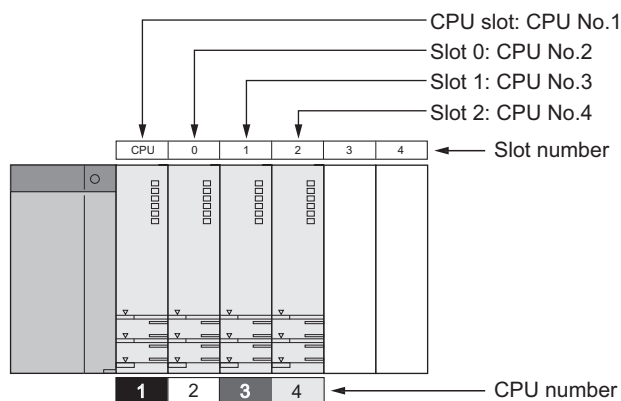 CPU slot: CPU No.1
Slot 0: CPU No.2
Slot 1: CPU No.3
Slot 2: CPU No.4
CPU 0 1 2 3 4 Slot number
1 2 3 4 CPU number